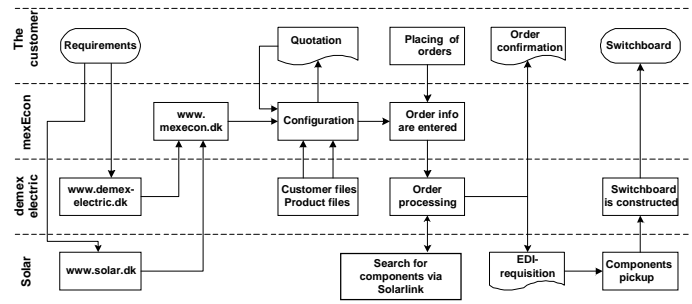 The
customer
Requirements
Quotation
Placing of
orders
Order
confirmation
Switchboard
mexEcon
www.
mexecon.dk
Configuration
Order info
are entered
demex
electric
www.demex-
electric.dk
Customer files
Product files
Order
processing
Switchboard
is constructed
Solar
www.solar.dk
Search for
components via
Solarlink
EDI-
requisition
Components
pickup